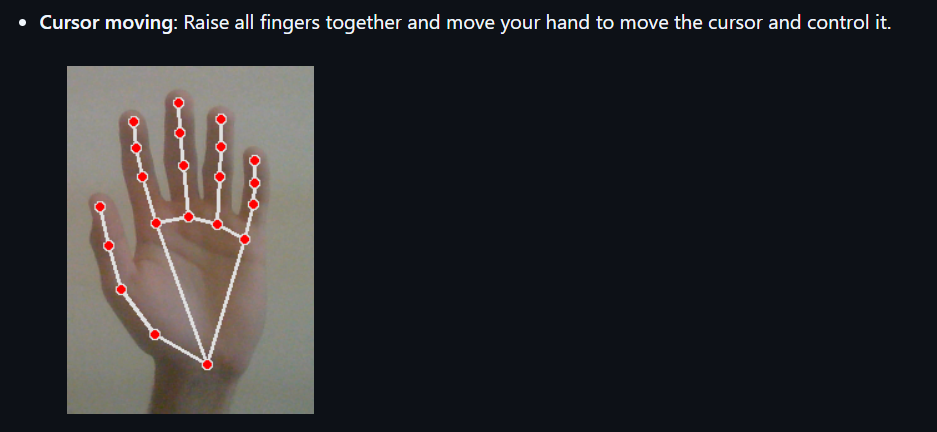 Cursor moving: Raise all fingers together and move your hand to move the cursor and control it.